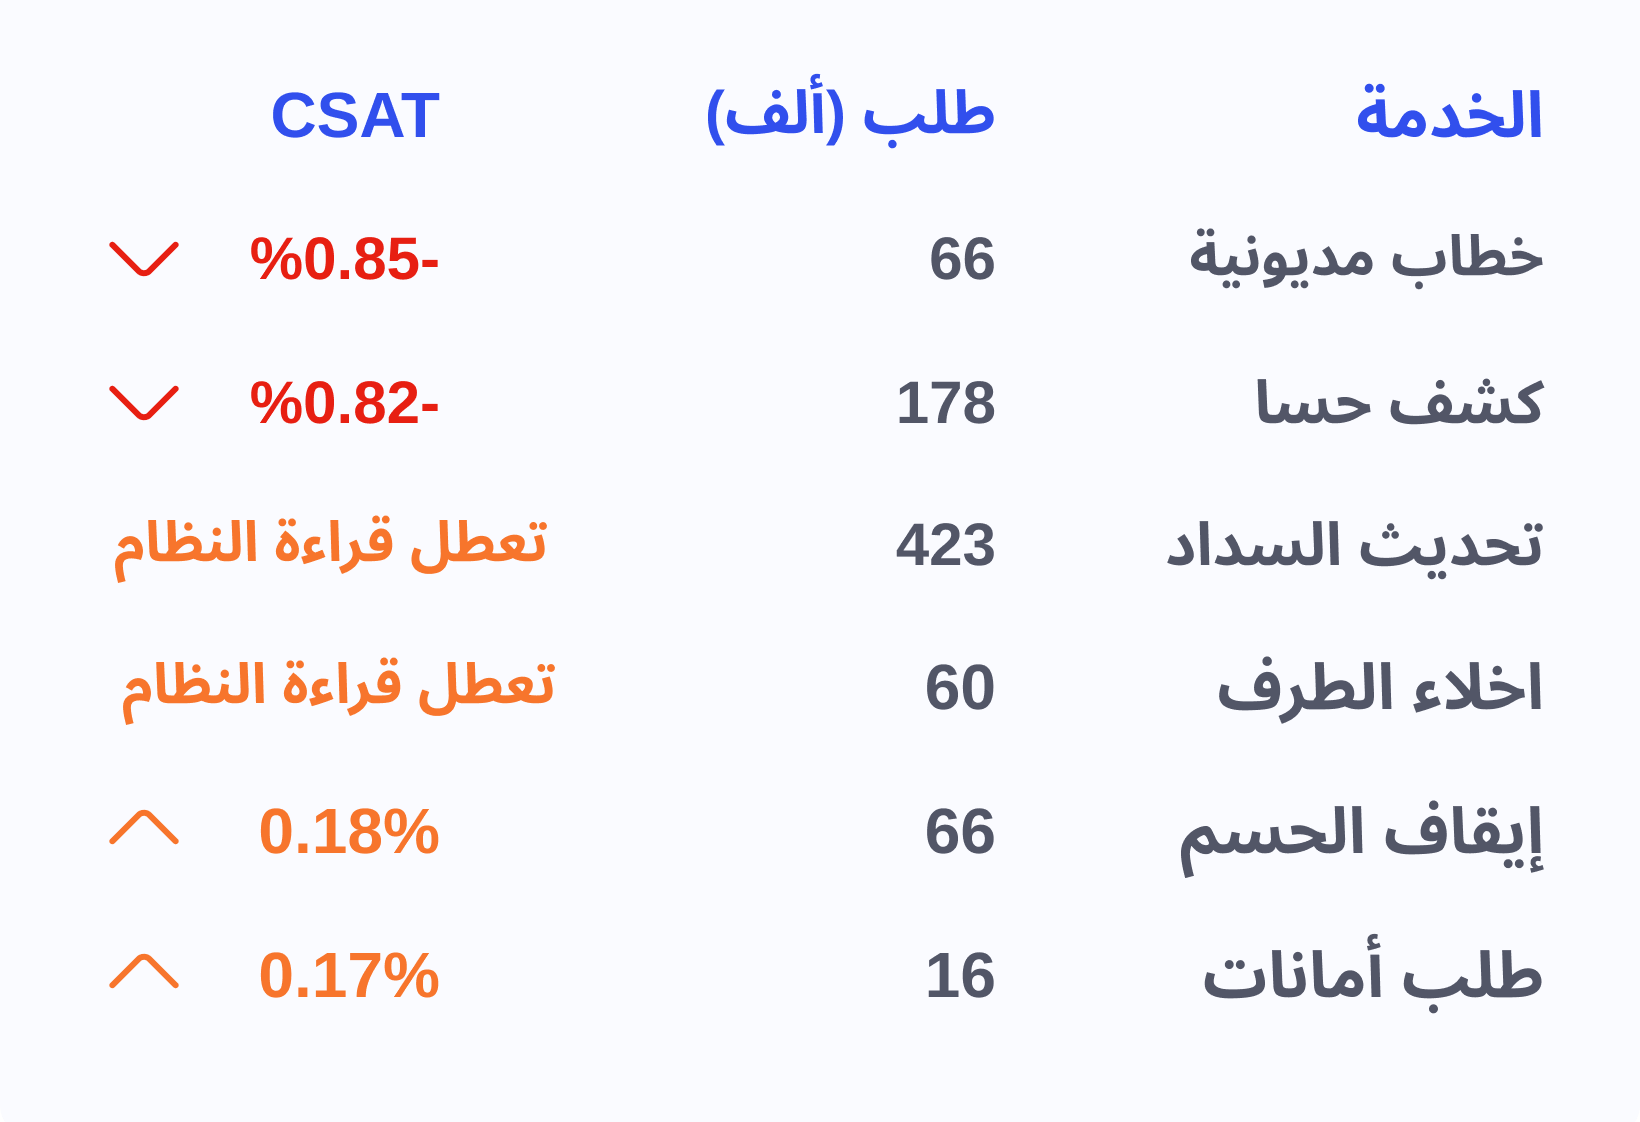 الخدمة طلب (ألف) CSAT
خطاب مديونية 66 %0.85-
كشف حسا 178 %0.82-
تحديث السداد 423 تعطل قراءة النظام
اخلاء الطرف 60 تعطل قراءة النظام
إيقاف الحسم 66 0.18%
طلب أمانات 16 0.17%